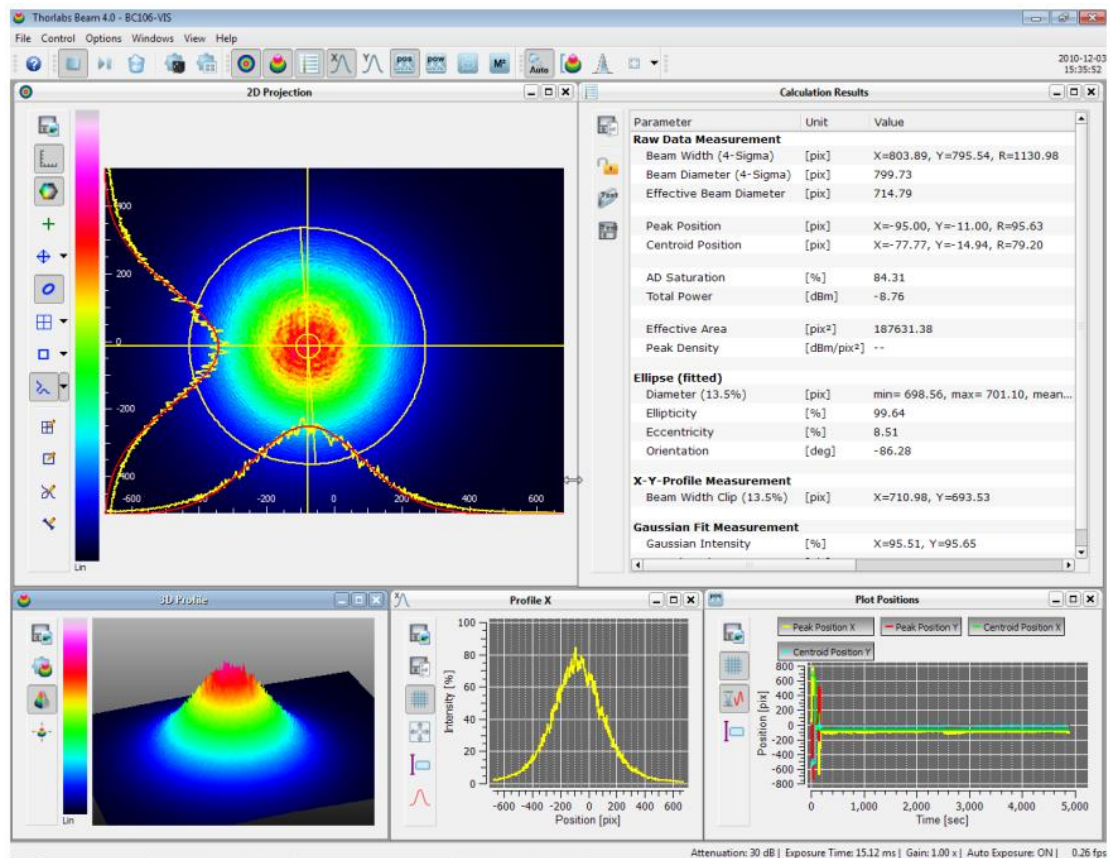 Thorlabs Beam 4.0 - BC106-VIS
File Control Options Windows View Help
M²
Auto
2010-12-03
15:35:52
2D Projection
400
200
0
-200
-400
-600 -400 -200 0 200 400 600
Lin
Calculation Results
Parameter Unit Value
Raw Data Measurement
Beam Width (4-Sigma) [pix] X=803.89, Y=795.54, R=1130.98
Beam Diameter (4-Sigma) [pix] 799.73
Effective Beam Diameter [pix] 714.79
Peak Position [pix] X=-95.00, Y=-11.00, R=95.63
Centroid Position [pix] X=-77.77, Y=-14.94, R=79.20
AD Saturation [%] 84.31
Total Power [dBm] -8.76
Effective Area [pix²] 187631.38
Peak Density [dBm/pix²] --
Ellipse (fitted)
Diameter (13.5%) [pix] min= 698.56, max= 701.10, mean...
Ellipticity [%] 99.64
Eccentricity [%] 8.51
Orientation [deg] -86.28
X-Y-Profile Measurement
Beam Width Clip (13.5%) [pix] X=710.98, Y=693.53
Gaussian Fit Measurement
Gaussian Intensity [%] X=95.51, Y=95.65
3D Profile
Lin
Profile X
100
80
60
40
20
0
Intensity [%]
-600 -400 -200 0 200 400 600
Position [pix]
Plot Positions
Peak Position X Peak Position Y Centroid Position X
Centroid Position Y
800
600
400
200
0
-200
-400
-600
-800
Position [pix]
0 1,000 2,000 3,000 4,000 5,000
Time [sec]
Attenuation: 30 dB | Exposure Time: 15.12 ms | Gain: 1.00 x | Auto Exposure: ON | 0.26 fps